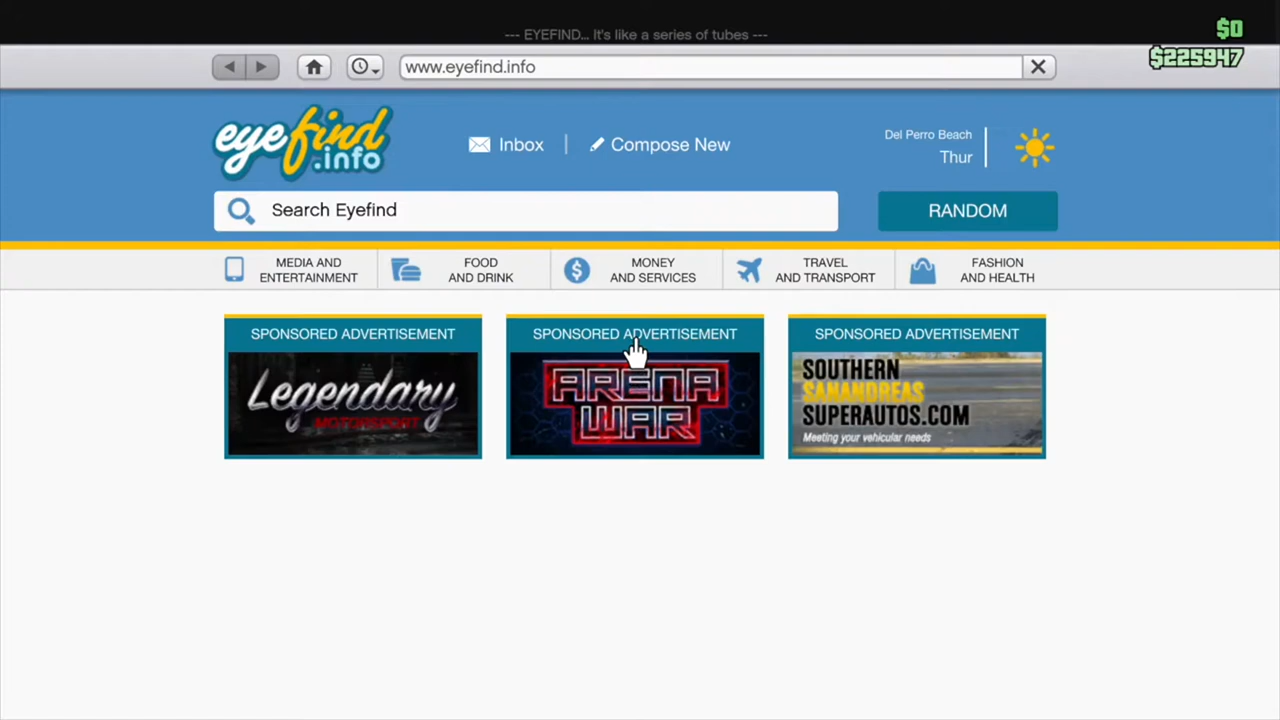 --- EYEFIND... It's like a series of tubes ---
$0
$225947
www.eyefind.info
eyefind
.info
Inbox
Compose New
Del Perro Beach
Thur
Search Eyefind
RANDOM
MEDIA AND
ENTERTAINMENT
FOOD
AND DRINK
MONEY
AND SERVICES
TRAVEL
AND TRANSPORT
FASHION
AND HEALTH
SPONSORED ADVERTISEMENT
Legendary
MOTORSPORT
SPONSORED ADVERTISEMENT
ARENA
WAR
SPONSORED ADVERTISEMENT
SOUTHERN
SANANDREAS
SUPERAUTOS.COM
Meeting your vehicular needs